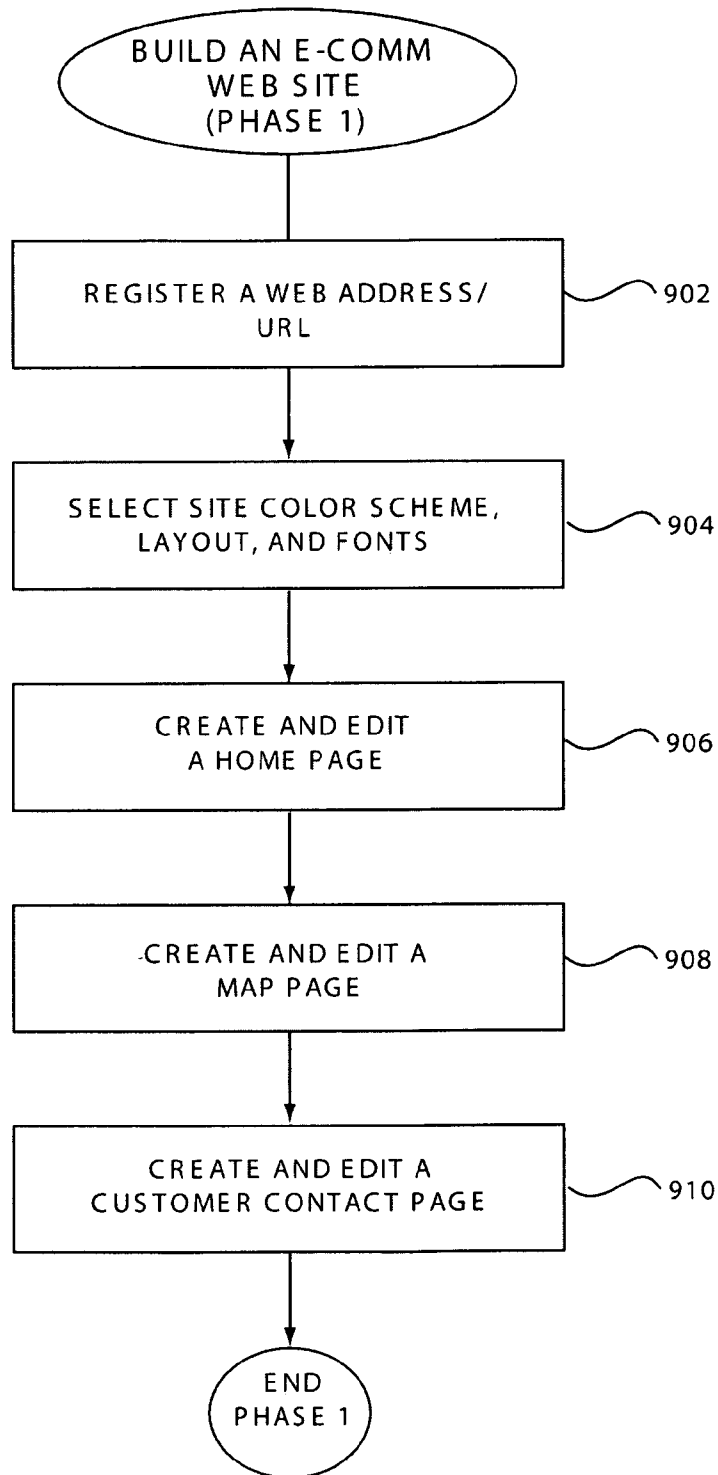 BUILD AN E-COMM
WEB SITE
(PHASE 1)
REGISTER A WEB ADDRESS/
URL
902
SELECT SITE COLOR SCHEME,
LAYOUT, AND FONTS
904
CREATE AND EDIT
A HOME PAGE
906
CREATE AND EDIT A
MAP PAGE
908
CREATE AND EDIT A
CUSTOMER CONTACT PAGE
910
END
PHASE 1